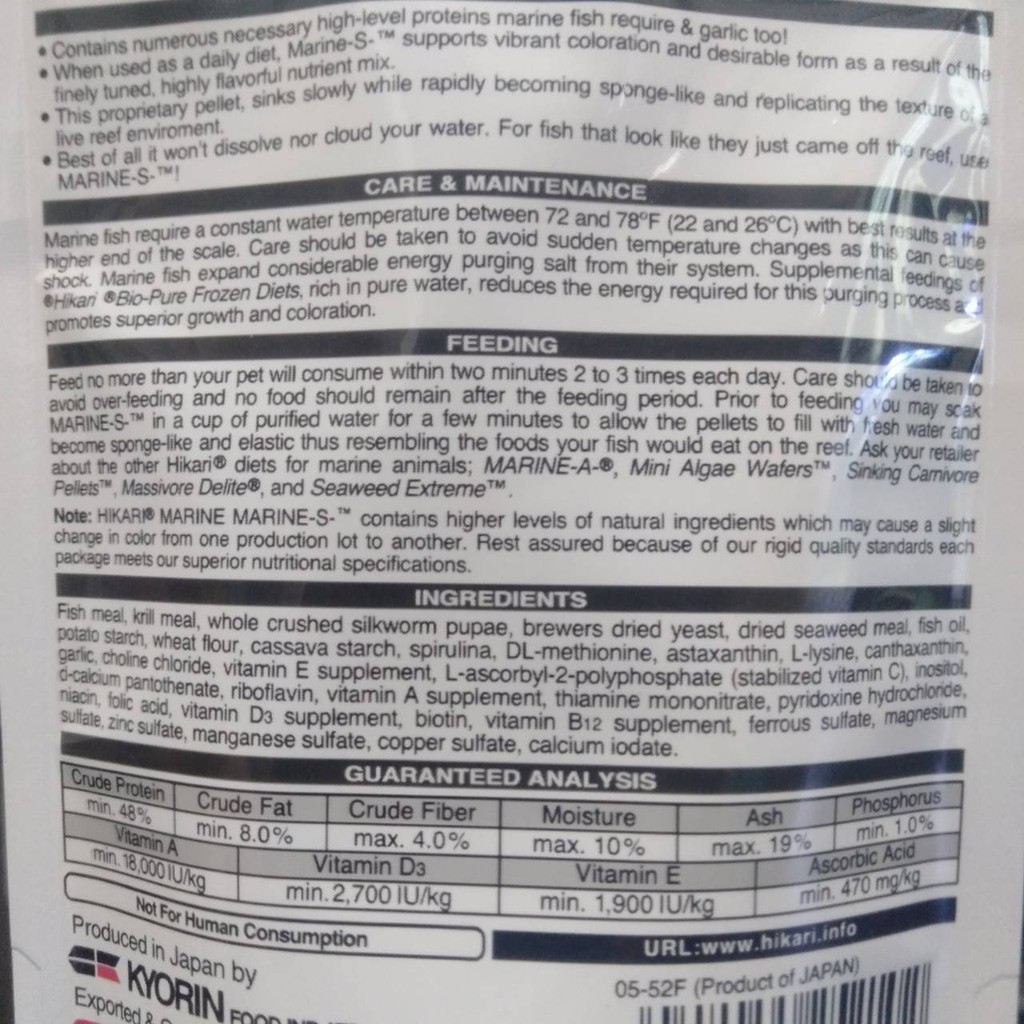 • Contains numerous necessary high-level proteins marine fish require & garlic too!
• When used as a daily diet, Marine-S-™ supports vibrant coloration and desirable form as a result of the
finely tuned, highly flavorful nutrient mix.
• This proprietary pellet, sinks slowly while rapidly becoming sponge-like and replicating the texture of a
live reef enviroment.
• Best of all it won't dissolve nor cloud your water. For fish that look like they just came off the reef, use
MARINE-S-™!
CARE & MAINTENANCE
Marine fish require a constant water temperature between 72 and 78°F (22 and 26°C) with best results at the
higher end of the scale. Care should be taken to avoid sudden temperature changes as this can cause
shock. Marine fish expand considerable energy purging salt from their system. Supplemental feedings of
®Hikari ®Bio-Pure Frozen Diets, rich in pure water, reduces the energy required for this purging process and
promotes superior growth and coloration.
FEEDING
Feed no more than your pet will consume within two minutes 2 to 3 times each day. Care should be taken to
avoid over-feeding and no food should remain after the feeding period. Prior to feeding you may soak
MARINE-S-™ in a cup of purified water for a few minutes to allow the pellets to fill with fresh water and
become sponge-like and elastic thus resembling the foods your fish would eat on the reef. Ask your retailer
about the other Hikari® diets for marine animals; MARINE-A-®, Mini Algae Wafers™, Sinking Carnivore
Pellets™, Massivore Delite®, and Seaweed Extreme™.
Note: HIKARI® MARINE MARINE-S-™ contains higher levels of natural ingredients which may cause a slight
change in color from one production lot to another. Rest assured because of our rigid quality standards each
package meets our superior nutritional specifications.
INGREDIENTS
Fish meal, krill meal, whole crushed silkworm pupae, brewers dried yeast, dried seaweed meal, fish oil,
potato starch, wheat flour, cassava starch, spirulina, DL-methionine, astaxanthin, L-lysine, canthaxanthin,
garlic, choline chloride, vitamin E supplement, L-ascorbyl-2-polyphosphate (stabilized vitamin C), inositol,
d-calcium pantothenate, riboflavin, vitamin A supplement, thiamine mononitrate, pyridoxine hydrochloride,
niacin, folic acid, vitamin D3 supplement, biotin, vitamin B12 supplement, ferrous sulfate, magnesium
sulfate, zinc sulfate, manganese sulfate, copper sulfate, calcium iodate.
GUARANTEED ANALYSIS
Crude Protein Crude Fat Crude Fiber Moisture Ash Phosphorus
min. 48% min. 8.0% max. 4.0% max. 10% max. 19% min. 1.0%
Vitamin A Vitamin D3 Vitamin E Ascorbic Acid
min. 18,000 IU/kg min. 2,700 IU/kg min. 1,900 IU/kg min. 470 mg/kg
Not For Human Consumption
URL:www.hikari.info
Produced in Japan by
05-52F (Product of JAPAN)
KYORIN FOOD IND
Exported &